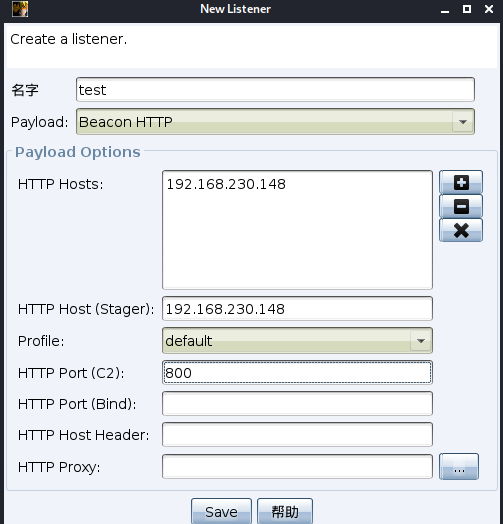 New Listener
Create a listener.
名字 test
Payload: Beacon HTTP
Payload Options
HTTP Hosts: 192.168.230.148
HTTP Host (Stager): 192.168.230.148
Profile: default
HTTP Port (C2): 800
HTTP Port (Bind):
HTTP Host Header:
HTTP Proxy: ...
Save 帮助